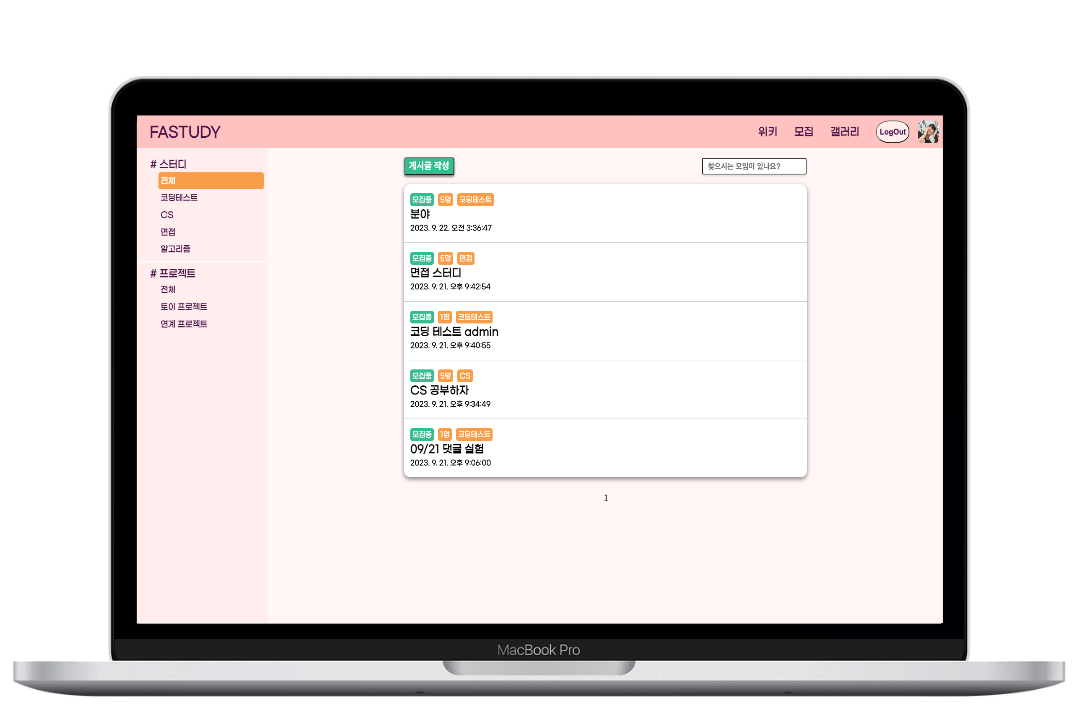 FASTUDY
위키 모집 갤러리 LogOut
# 스터디
전체
코딩테스트
CS
면접
알고리즘
# 프로젝트
전체
토이 프로젝트
연계 프로젝트
게시글 작성
찾으시는 모임이 있나요?
모집중 5명 코딩테스트
분야
2023. 9. 22. 오전 3:36:47
모집중 5명 면접
면접 스터디
2023. 9. 21. 오후 9:42:54
모집중 1명 코딩테스트
코딩 테스트 admin
2023. 9. 21. 오후 9:40:55
모집중 5명 CS
CS 공부하자
2023. 9. 21. 오후 9:34:49
모집중 1명 코딩테스트
09/21 댓글 실험
2023. 9. 21. 오후 9:06:00
1
MacBook Pro